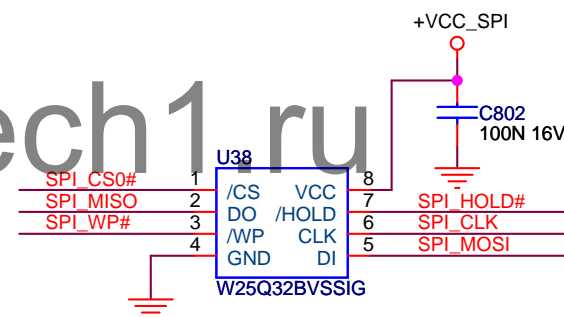 +VCC_SPI
C802
100N 16V
ech1.ru
U38
SPI_CS0# 1 /CS VCC 8
SPI_MISO 2 DO /HOLD 7 SPI_HOLD#
SPI_WP# 3 /WP CLK 6 SPI_CLK
4 GND DI 5 SPI_MOSI
W25Q32BVSSIG